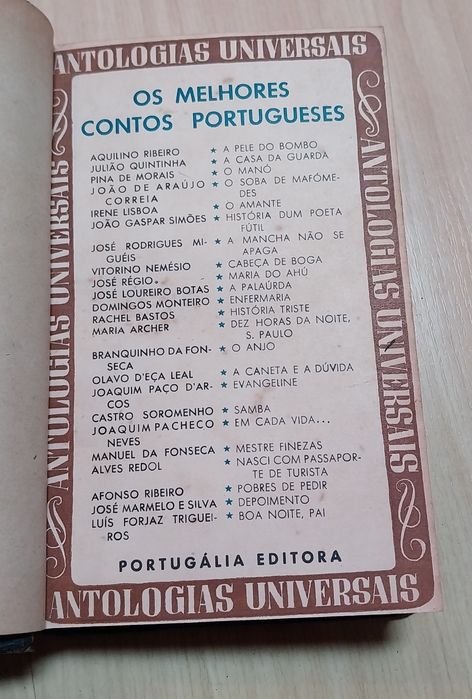 ANTOLOGIAS UNIVERSAIS
OS MELHORES
CONTOS PORTUGUESES
AQUILINO RIBEIRO ★ A PELE DO BOMBO
JULIÃO QUINTINHA ★ A CASA DA GUARDA
PINA DE MORAIS ★ O MANÓ
JOÃO DE ARAÚJO ★ O SOBA DE MAFÓME-
CORREIA DES
IRENE LISBOA ★ O AMANTE
JOÃO GASPAR SIMÕES ★ HISTÓRIA DUM POETA
FÚTIL
JOSÉ RODRIGUES MI- ★ A MANCHA NÃO SE
GUÉIS APAGA
VITORINO NEMÉSIO ★ CABEÇA DE BOGA
JOSÉ RÉGIO ★ MARIA DO AHÚ
JOSÉ LOUREIRO BOTAS ★ A PALAÚRDA
DOMINGOS MONTEIRO ★ ENFERMARIA
RACHEL BASTOS ★ HISTÓRIA TRISTE
MARIA ARCHER ★ DEZ HORAS DA NOITE,
S. PAULO
BRANQUINHO DA FON- ★ O ANJO
SECA
OLAVO D'EÇA LEAL ★ A CANETA E A DÚVIDA
JOAQUIM PAÇO D'AR- ★ EVANGELINE
COS
CASTRO SOROMENHO ★ SAMBA
JOAQUIM PACHECO ★ EM CADA VIDA...
NEVES
MANUEL DA FONSECA ★ MESTRE FINEZAS
ALVES REDOL ★ NASCI COM PASSAPOR-
TE DE TURISTA
AFONSO RIBEIRO ★ POBRES DE PEDIR
JOSÉ MARMELO E SILVA ★ DEPOIMENTO
LUÍS FORJAZ TRIGUEI- ★ BOA NOITE, PAI
ROS
PORTUGÁLIA EDITORA
ANTOLOGIAS UNIVERSAIS
ANTOLOGIAS UNIVERSAIS
ANTOLOGIAS UNIVERSAIS